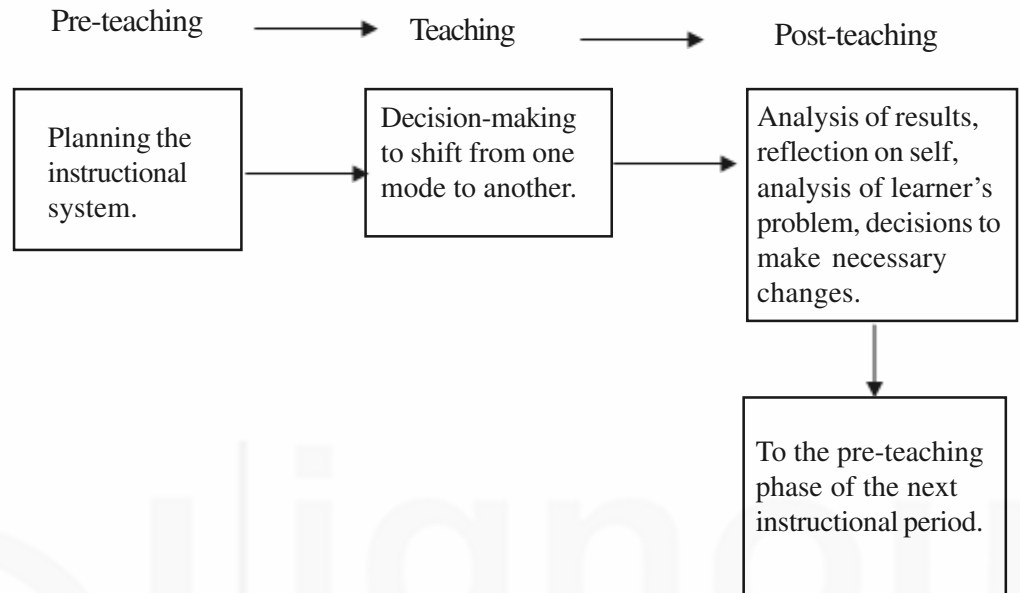 Pre-teaching
Teaching
Post-teaching
Planning the
instructional
system.
Decision-making
to shift from one
mode to another.
Analysis of results,
reflection on self,
analysis of learner’s
problem, decisions to
make necessary
changes.
To the pre-teaching
phase of the next
instructional period.
ignou